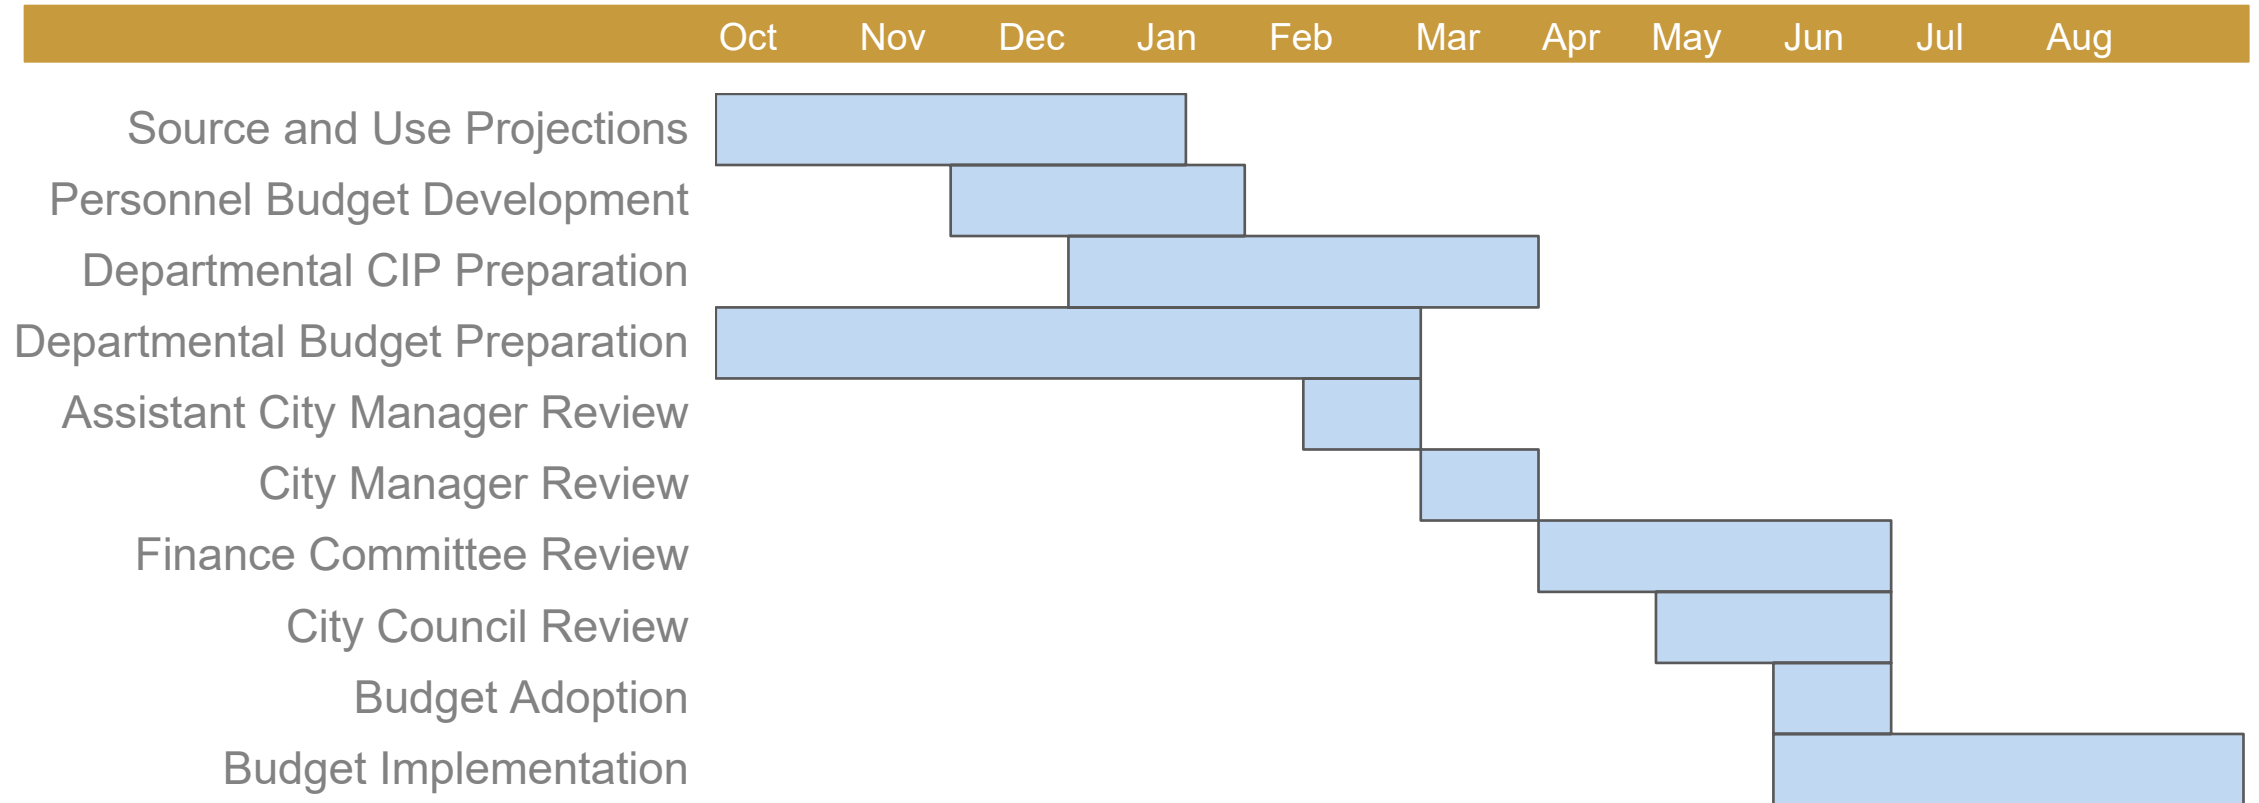 Oct Nov Dec Jan Feb Mar Apr May Jun Jul Aug
Source and Use Projections
Personnel Budget Development
Departmental CIP Preparation
Departmental Budget Preparation
Assistant City Manager Review
City Manager Review
Finance Committee Review
City Council Review
Budget Adoption
Budget Implementation